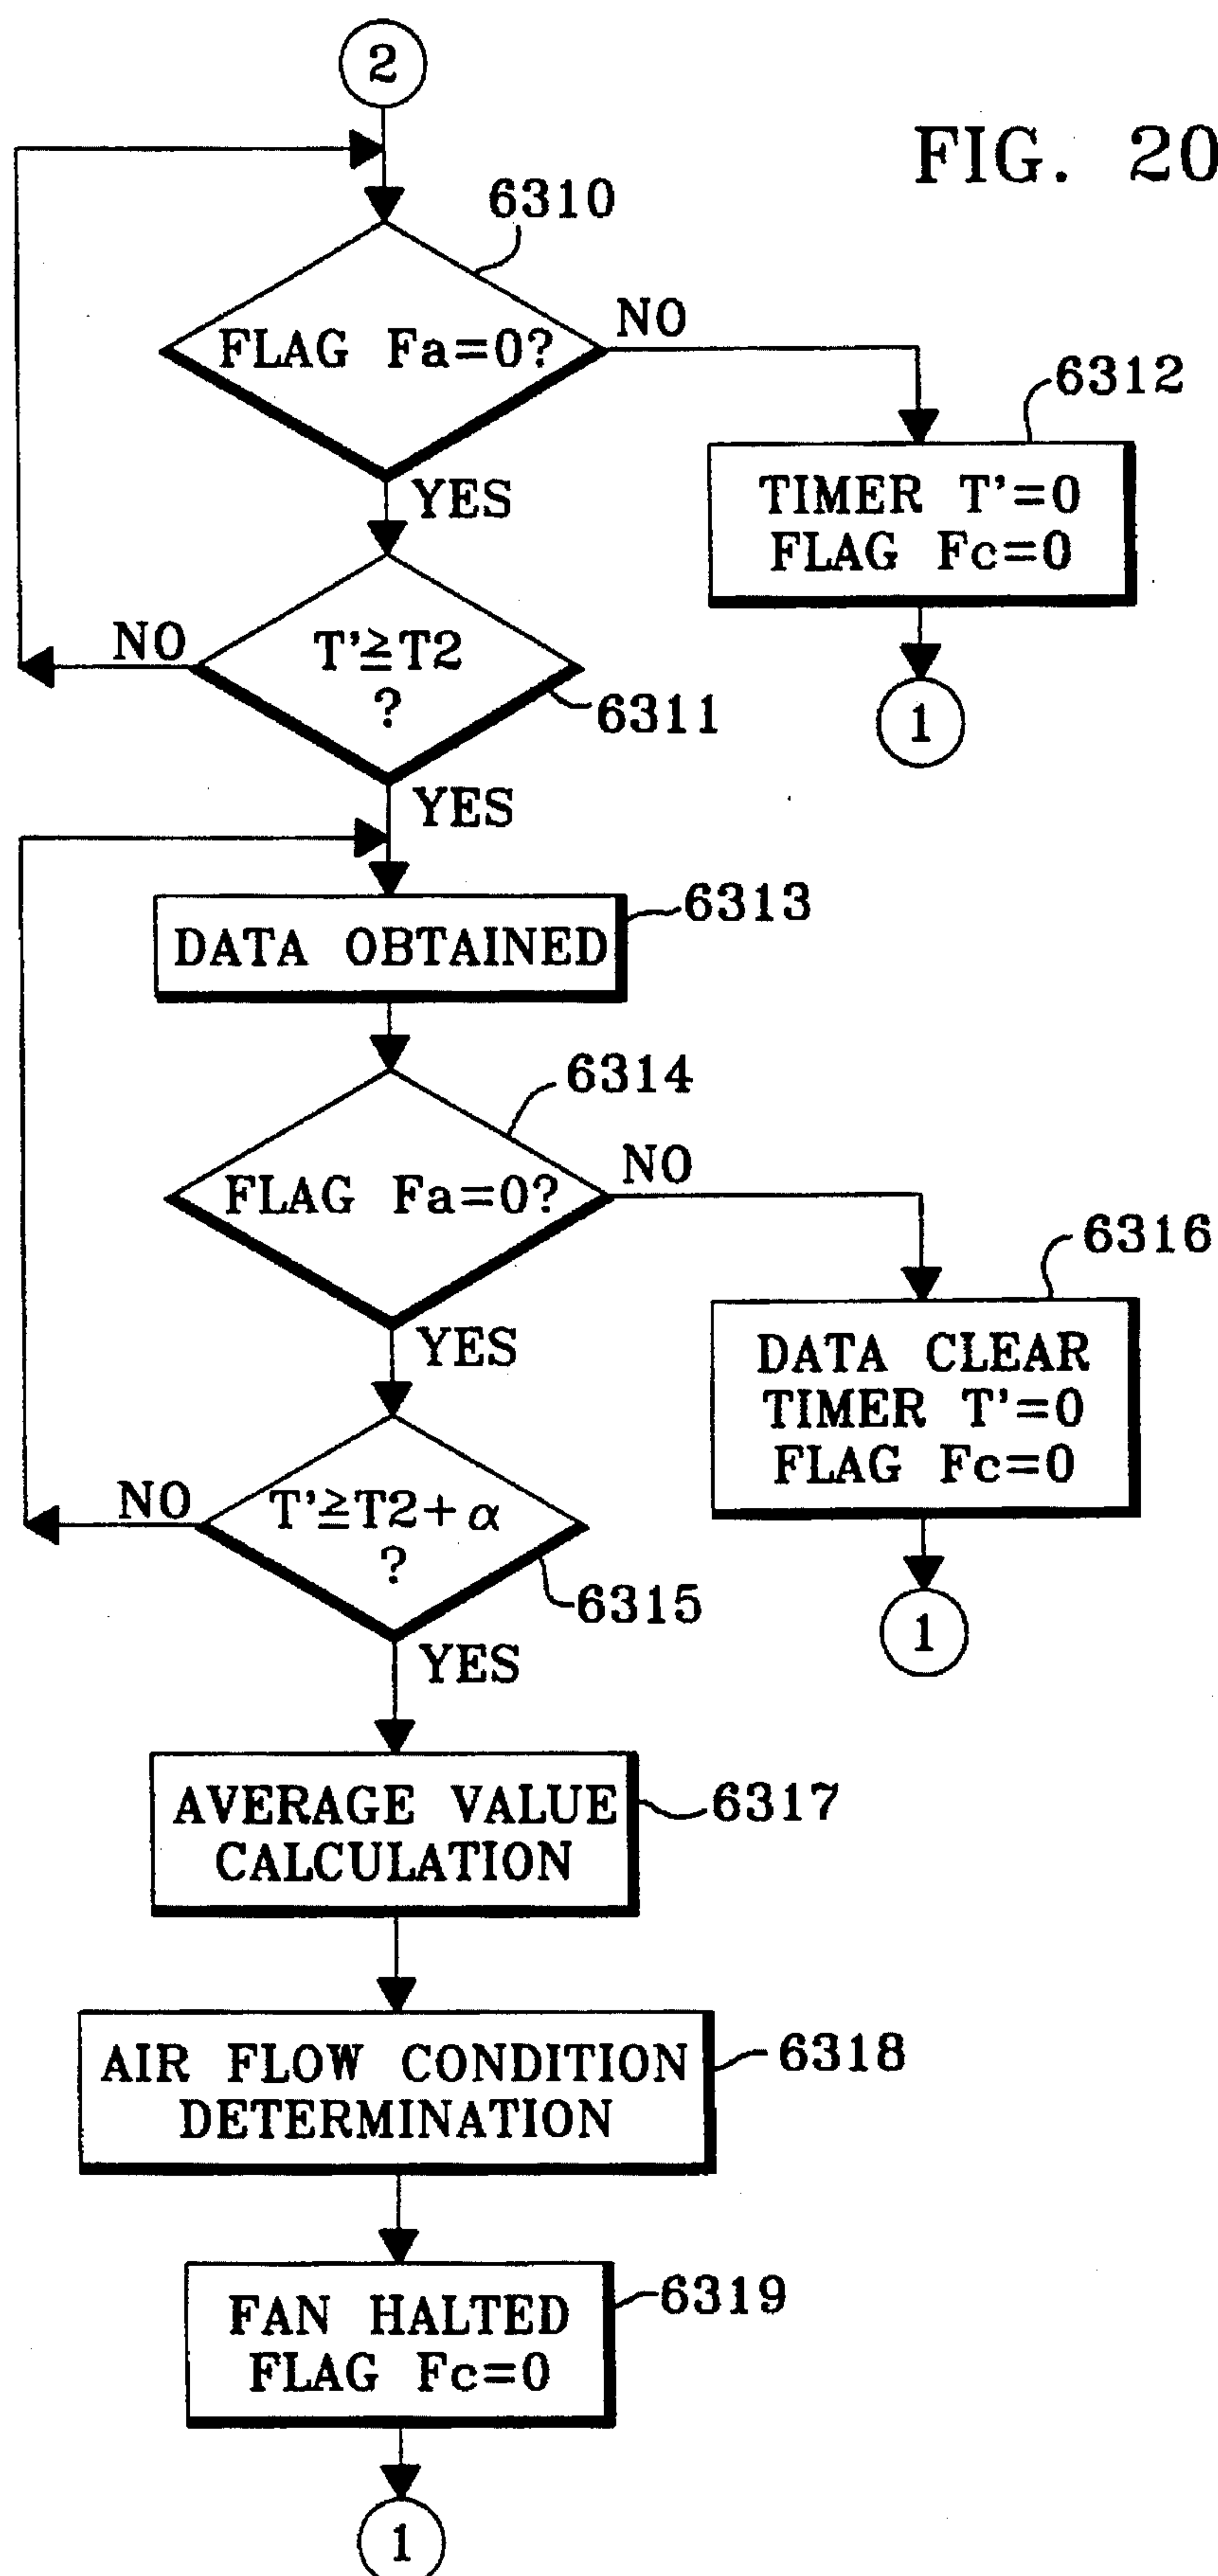 2
FIG. 20
6310
FLAG Fa=0?
NO
6312
TIMER T'=0
FLAG Fc=0
YES
1
NO
T'≧T2
?
6311
YES
6313
DATA OBTAINED
6314
FLAG Fa=0?
NO
6316
DATA CLEAR
TIMER T'=0
FLAG Fc=0
YES
1
NO
T'≧T2+α
?
6315
YES
AVERAGE VALUE
CALCULATION
6317
AIR FLOW CONDITION
DETERMINATION
6318
FAN HALTED
FLAG Fc=0
6319
1